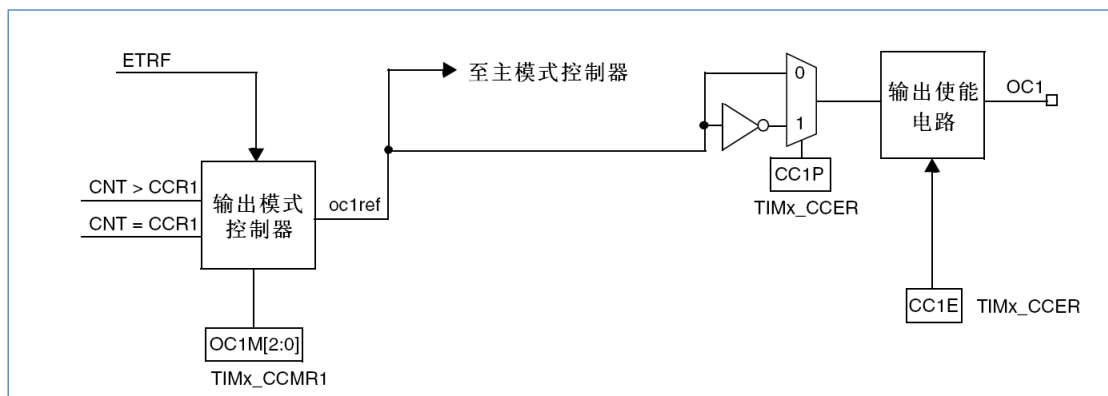 ETRF
至主模式控制器
0
1
输出使能
电路
OC1
CNT > CCR1
CNT = CCR1
输出模式
控制器
oc1ref
CC1P
TIMx_CCER
CC1E
TIMx_CCER
OC1M[2:0]
TIMx_CCMR1